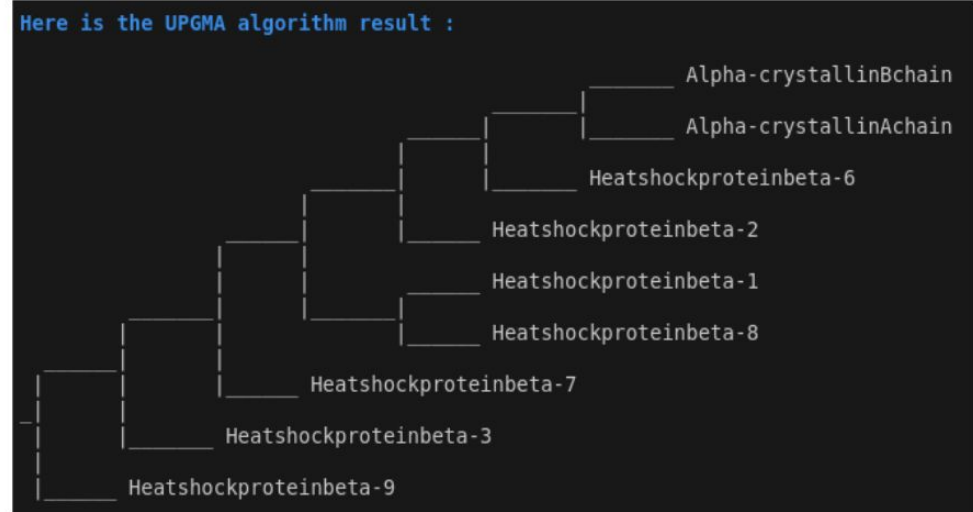 Here is the UPGMA algorithm result :
Alpha-crystallinBchain
Alpha-crystallinAchain
Heatshockproteinbeta-6
Heatshockproteinbeta-2
Heatshockproteinbeta-1
Heatshockproteinbeta-8
Heatshockproteinbeta-7
Heatshockproteinbeta-3
Heatshockproteinbeta-9